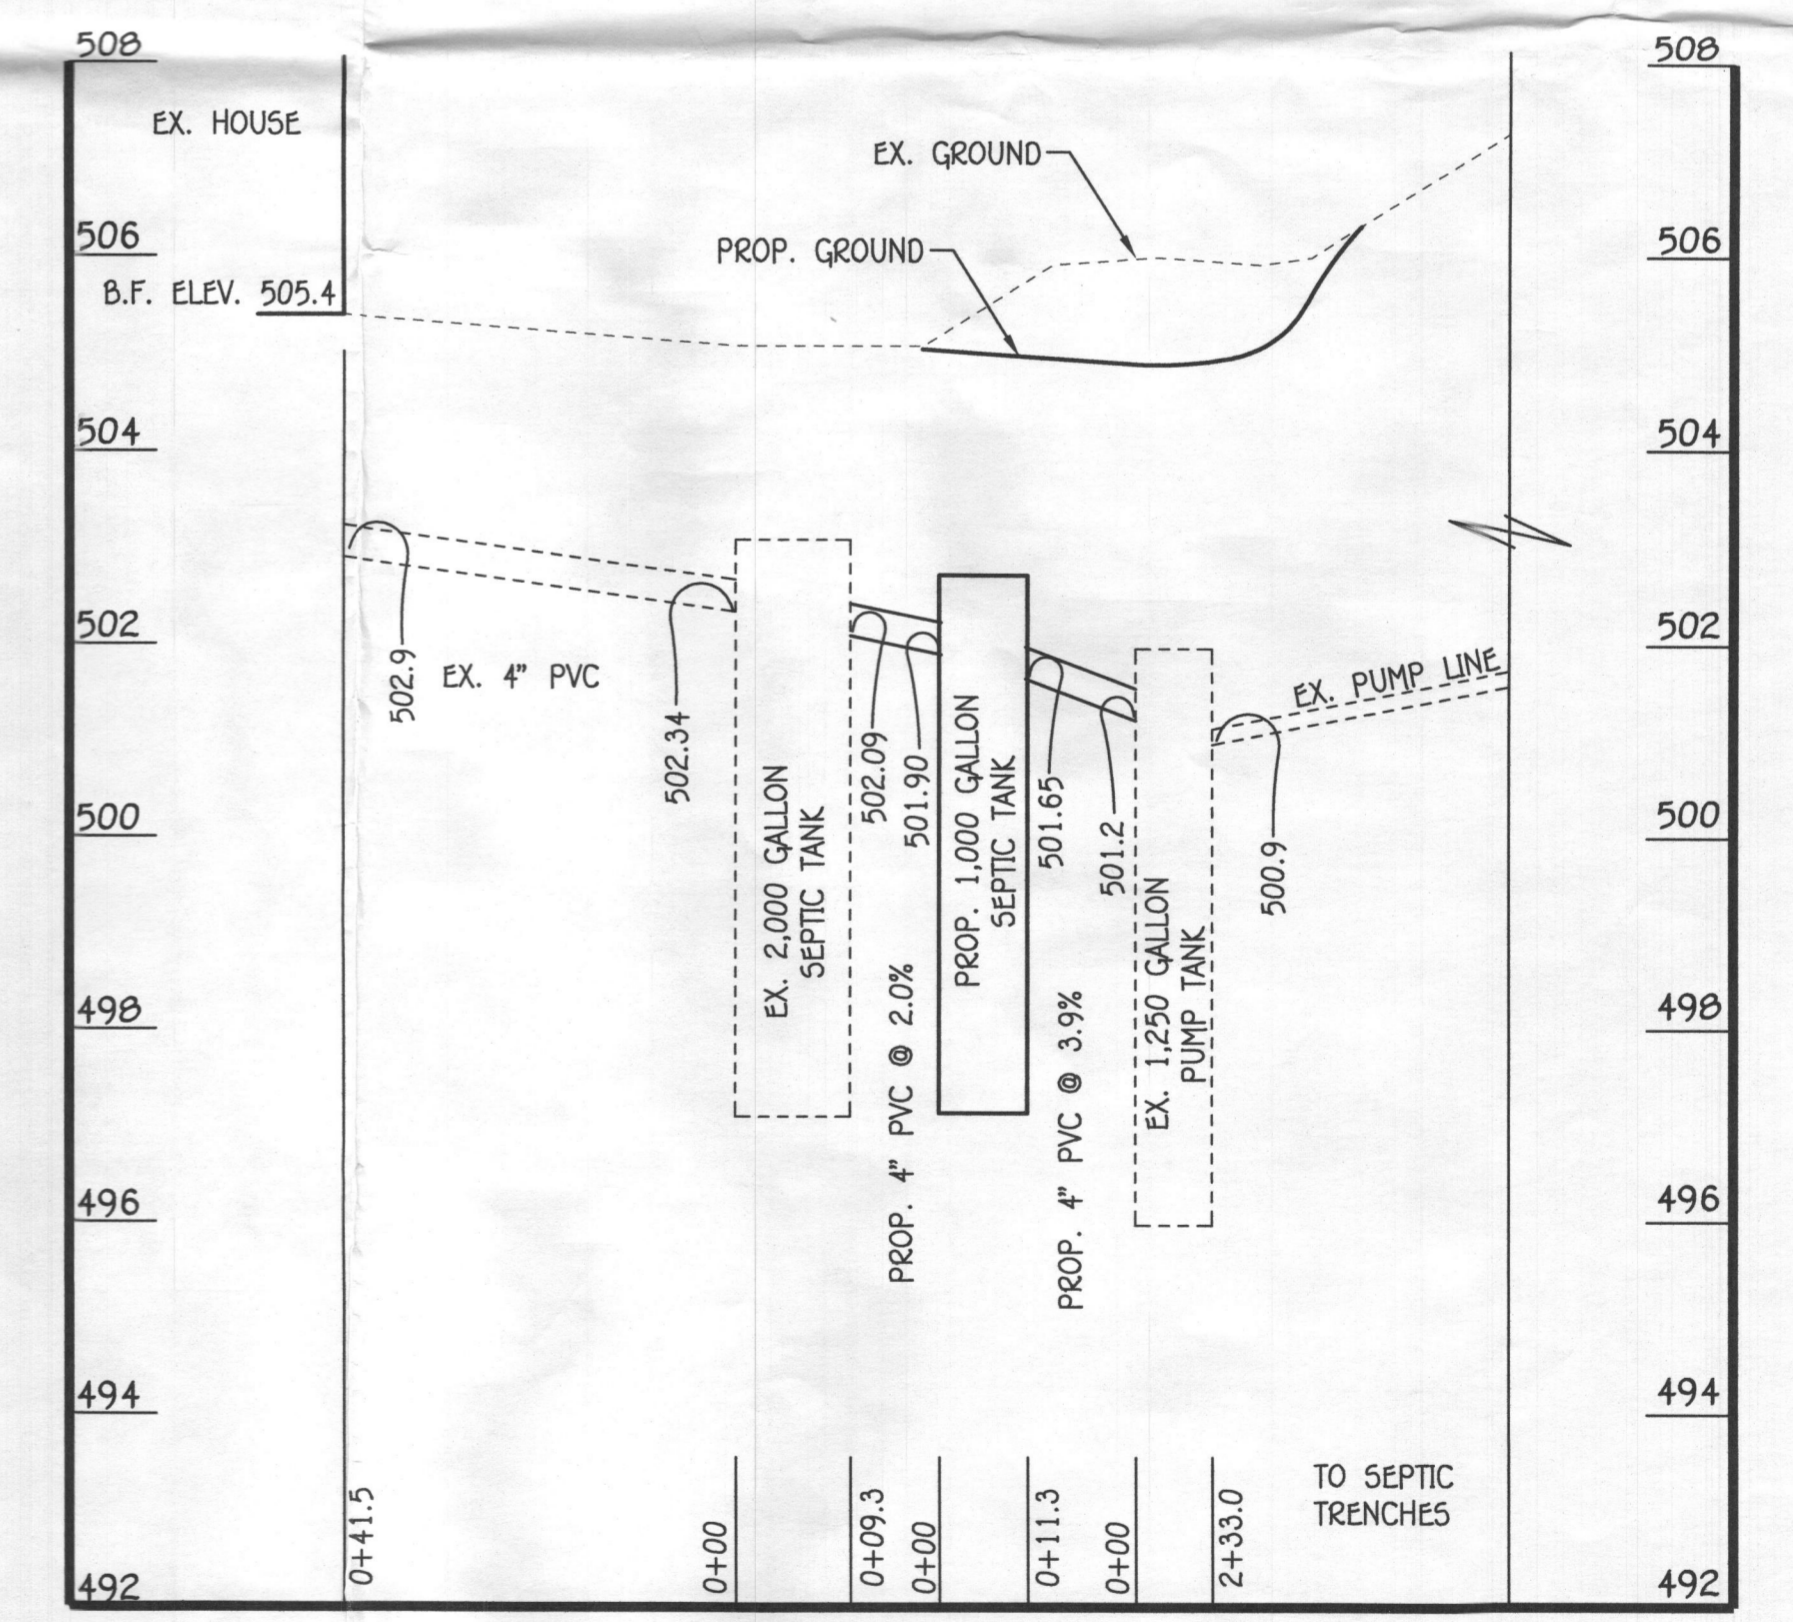 508
506
504
502
500
498
496
494
492
EX. HOUSE
B.F. ELEV. 505.4
EX. GROUND
PROP. GROUND
502.9
EX. 4" PVC
502.34
EX. 2,000 GALLON
SEPTIC TANK
502.09
501.90
PROP. 4" PVC @ 2.0%
PROP. 1,000 GALLON
SEPTIC TANK
501.65
501.2
PROP. 4" PVC @ 3.9%
EX. 1,250 GALLON
PUMP TANK
500.9
EX. PUMP LINE
0+41.5
0+00
0+09.3
0+00
0+11.3
0+00
2+33.0
TO SEPTIC
TRENCHES
508
506
504
502
500
498
496
494
492